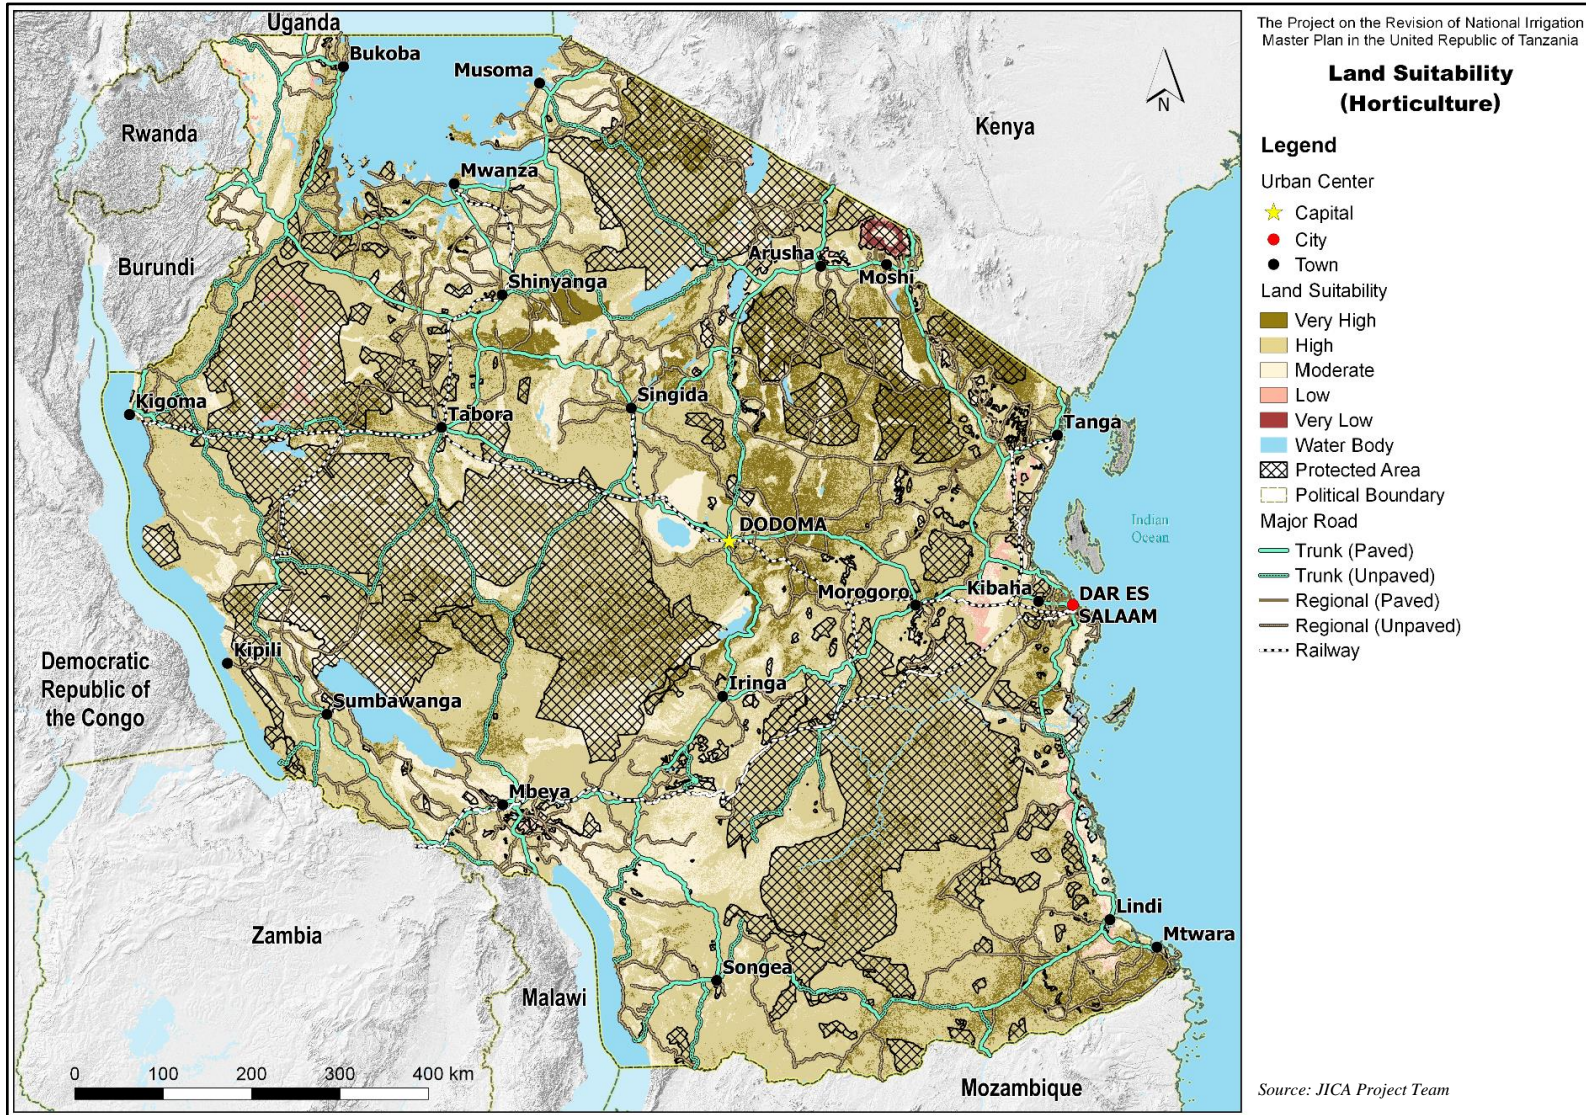 The Project on the Revision of National Irrigation
Master Plan in the United Republic of Tanzania
Land Suitability
(Horticulture)
Legend
Urban Center
Capital
City
Town
Land Suitability
Very High
High
Moderate
Low
Very Low
Water Body
Protected Area
Political Boundary
Major Road
Trunk (Paved)
Trunk (Unpaved)
Regional (Paved)
Regional (Unpaved)
Railway
Source: JICA Project Team
Uganda
Bukoba
Musoma
N
Kenya
Rwanda
Mwanza
Burundi
Arusha
Moshi
Shinyanga
Kigoma
Singida
Tabora
Tanga
DODOMA
Indian
Ocean
Morogoro
Kibaha
DAR ES
SALAAM
Democratic
Republic of
the Congo
Kipili
Sumbawanga
Iringa
Mbeya
Zambia
Lindi
Mtwara
Songea
Malawi
Mozambique
0 100 200 300 400 km